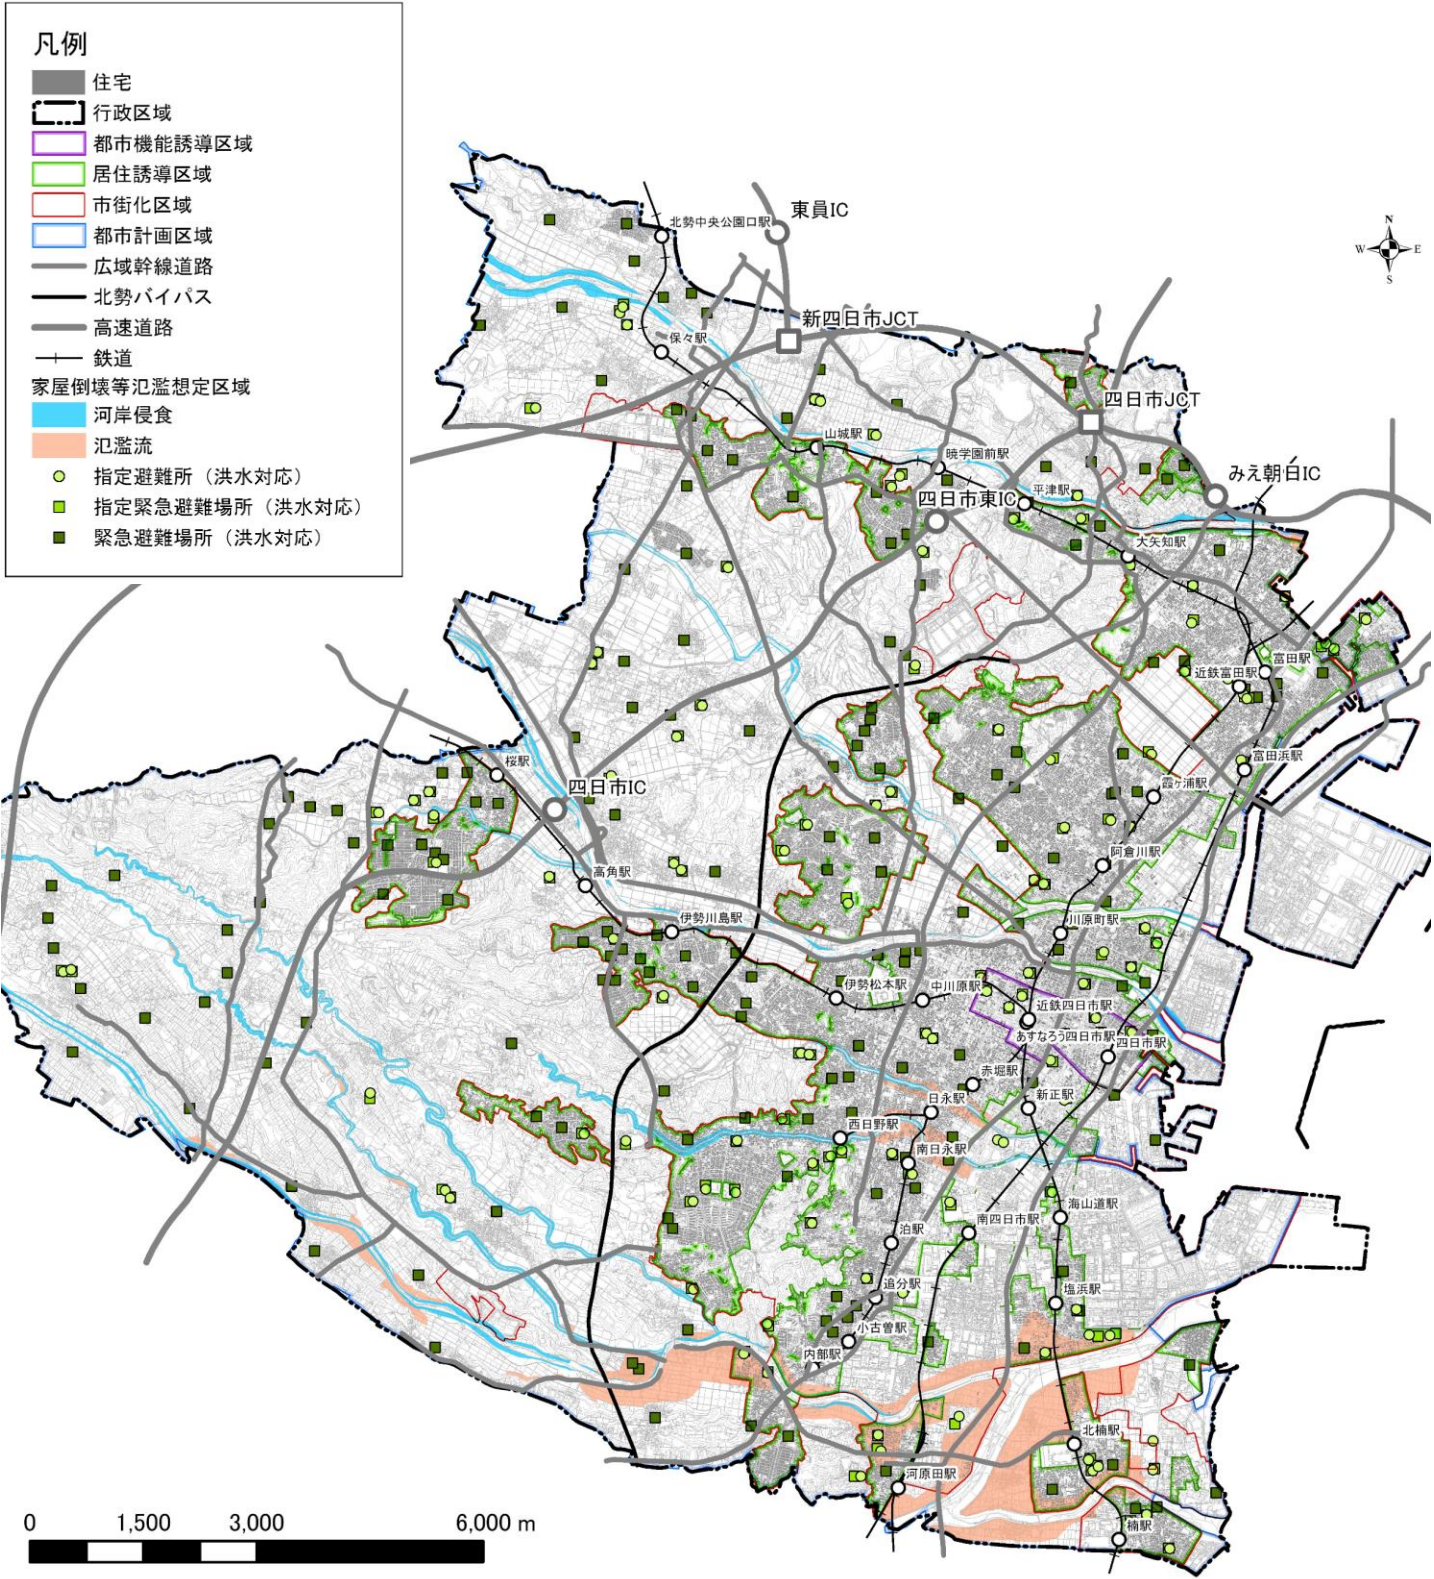 凡例
住宅
行政区域
都市機能誘導区域
居住誘導区域
市街化区域
都市計画区域
広域幹線道路
北勢バイパス
高速道路
鉄道
家屋倒壊等氾濫想定区域
河岸侵食
氾濫流
指定避難所（洪水対応）
指定緊急避難場所（洪水対応）
緊急避難場所（洪水対応）
東員IC
北勢中央公園口駅
N
W E
S
新四日市JCT
保々駅
四日市JCT
山城駅
暁学園前駅
みえ朝日IC
平津駅
四日市東IC
大矢知駅
富田駅
近鉄富田駅
富田浜駅
桜駅
四日市IC
霞ヶ浦駅
阿倉川駅
高角駅
伊勢川島駅
川原町駅
伊勢松本駅
中川原駅
近鉄四日市駅
あすなろう四日市駅
四日市駅
赤堀駅
新正駅
日永駅
西日野駅
南日永駅
海山道駅
南四日市駅
泊駅
追分駅
塩浜駅
小古曽駅
内部駅
北楠駅
河原田駅
楠駅
0 1,500 3,000 6,000 m